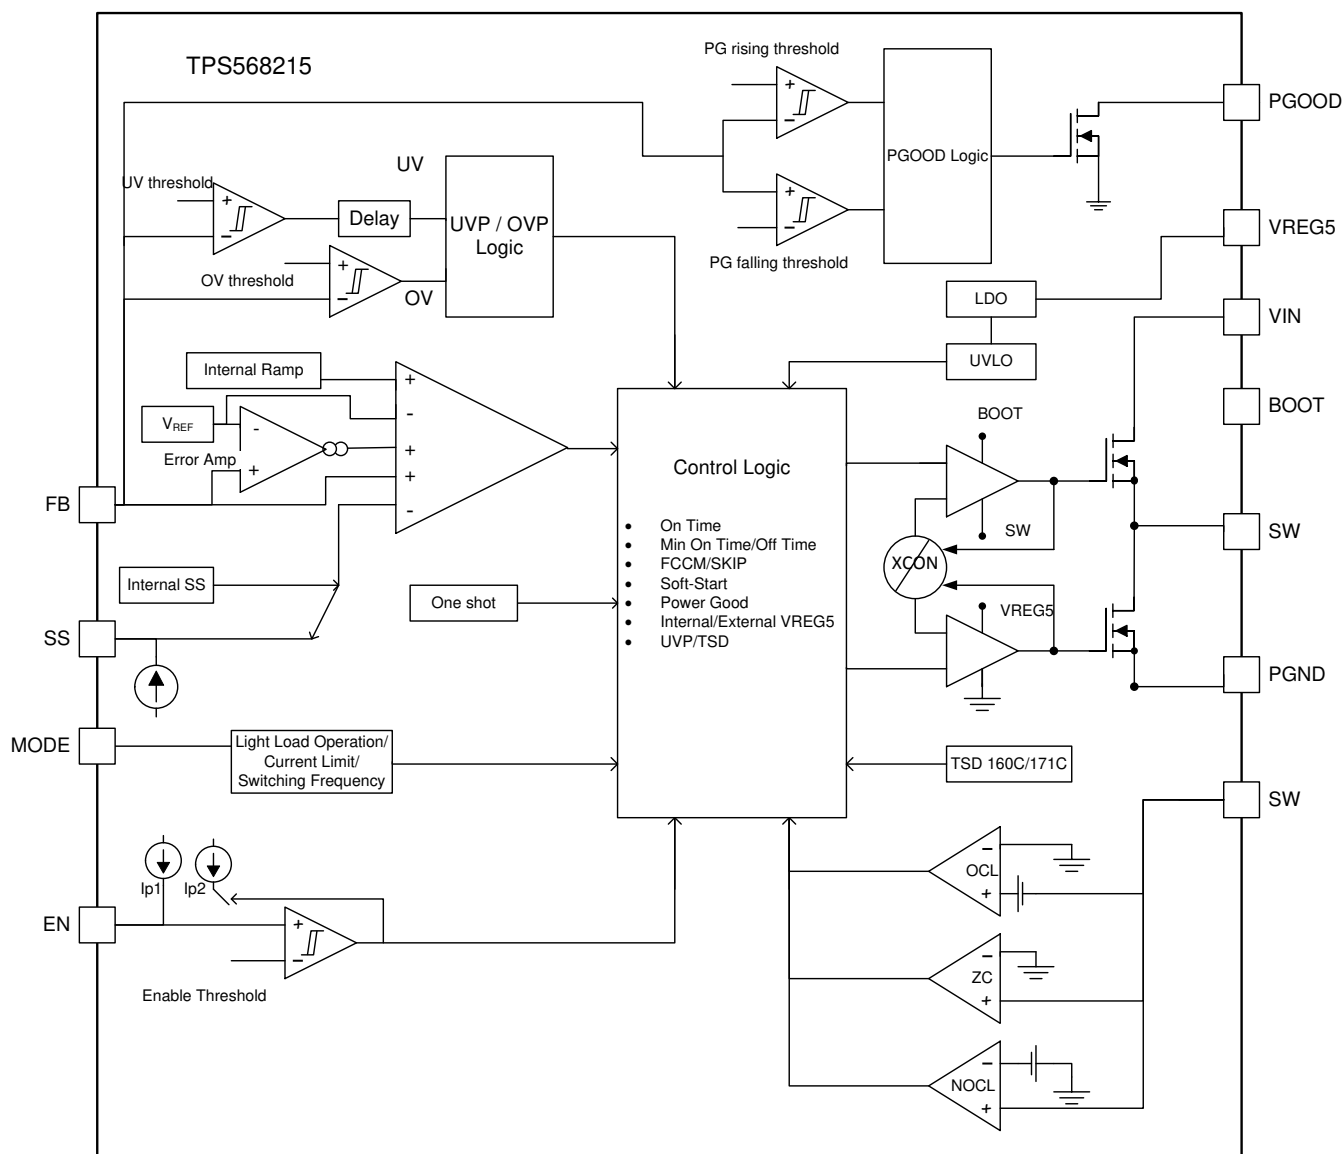 TPS568215
PG rising threshold
PGOOD
PGOOD Logic
UV
UV threshold
Delay
UVP / OVP
Logic
VREG5
PG falling threshold
OV threshold
OV
LDO
VIN
UVLO
Internal Ramp
BOOT
BOOT
VREF
Error Amp
Control Logic
FB
• On Time
• Min On Time/Off Time
• FCCM/SKIP
• Soft-Start
• Power Good
• Internal/External VREG5
• UVP/TSD
SW
SW
XCON
Internal SS
One shot
VREG5
SS
PGND
MODE
Light Load Operation/
Current Limit/
Switching Frequency
TSD 160C/171C
SW
Ip1
Ip2
OCL
EN
ZC
Enable Threshold
NOCL